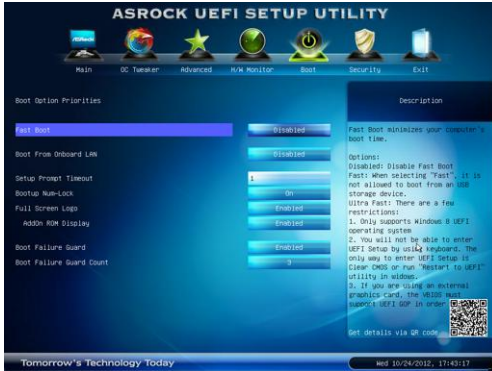 ASROCK UEFI SETUP UTILITY
ASRock
Main
OC Tweaker
Advanced
H/W Monitor
Boot
Security
Exit
Boot Option Priorities
Fast Boot
Disabled
Boot From Onboard LAN
Disabled
Setup Prompt Timeout
1
Bootup Num-Lock
On
Full Screen Logo
Enabled
AddOn ROM Display
Enabled
Boot Failure Guard
Enabled
Boot Failure Guard Count
3
Description
Fast Boot minimizes your computer's
boot time.
Options:
Disabled: Disable Fast Boot
Fast: When selecting "Fast", it is
not allowed to boot from an USB
storage device.
Ultra Fast: There are a few
restrictions:
1. Only supports Windows 8 UEFI
operating system
2. You will not be able to enter
UEFI Setup by using keyboard. The
only way to enter UEFI Setup is
Clear CMOS or run "Restart to UEFI"
utility in widows.
3. If you are using an external
graphics card, the VBIOS must
support UEFI GOP in order
Get details via QR code
Tomorrow's Technology Today
Wed 10/24/2012, 17:43:17